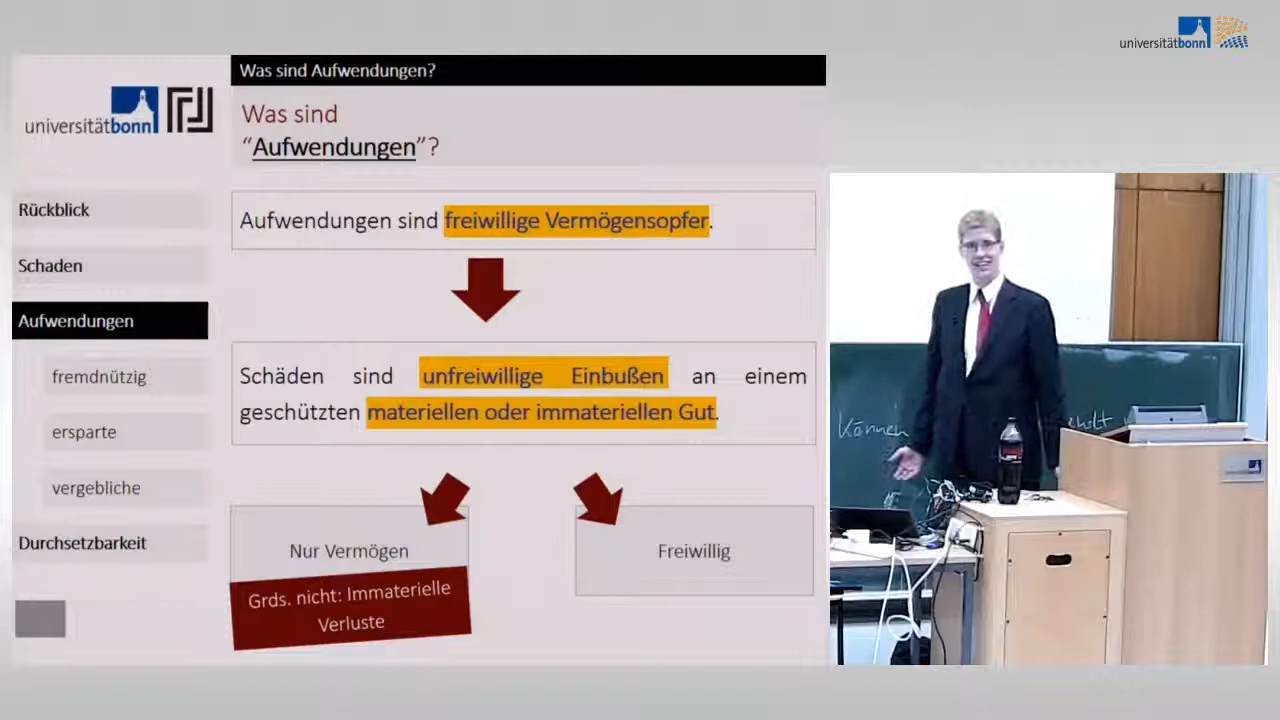 universitätbonn
Was sind Aufwendungen?
universitätbonn
Was sind
“Aufwendungen”?
Rückblick
Schaden
Aufwendungen
fremdnützig
ersparte
vergebliche
Durchsetzbarkeit
Aufwendungen sind freiwillige Vermögensopfer.
Schäden sind unfreiwillige Einbußen an einem
geschützten materiellen oder immateriellen Gut.
Nur Vermögen
Grds. nicht: Immaterielle
Verluste
Freiwillig
Können